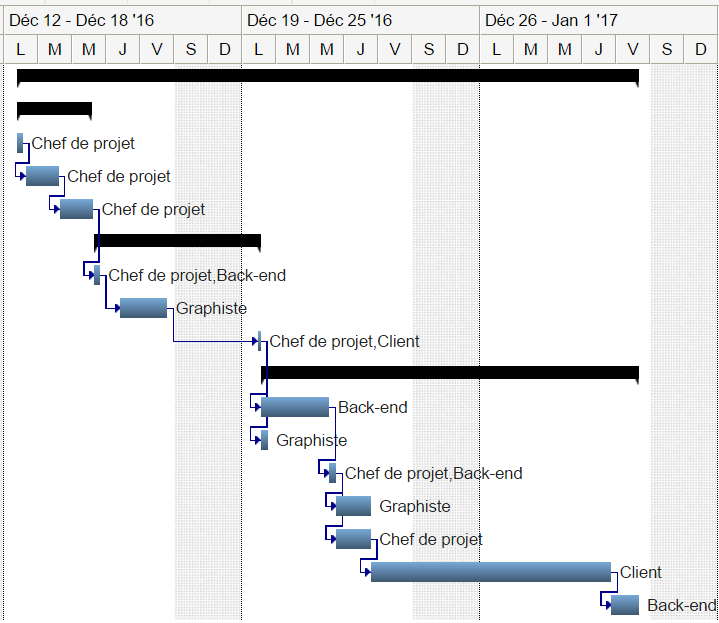 Déc 12 - Déc 18 '16 Déc 19 - Déc 25 '16 Déc 26 - Jan 1 '17
L M M J V S D L M M J V S D L M M J V S D
Chef de projet
Chef de projet
Chef de projet
Chef de projet,Back-end
Graphiste
Chef de projet,Client
Back-end
Graphiste
Chef de projet,Back-end
Graphiste
Chef de projet
Client
Back-end